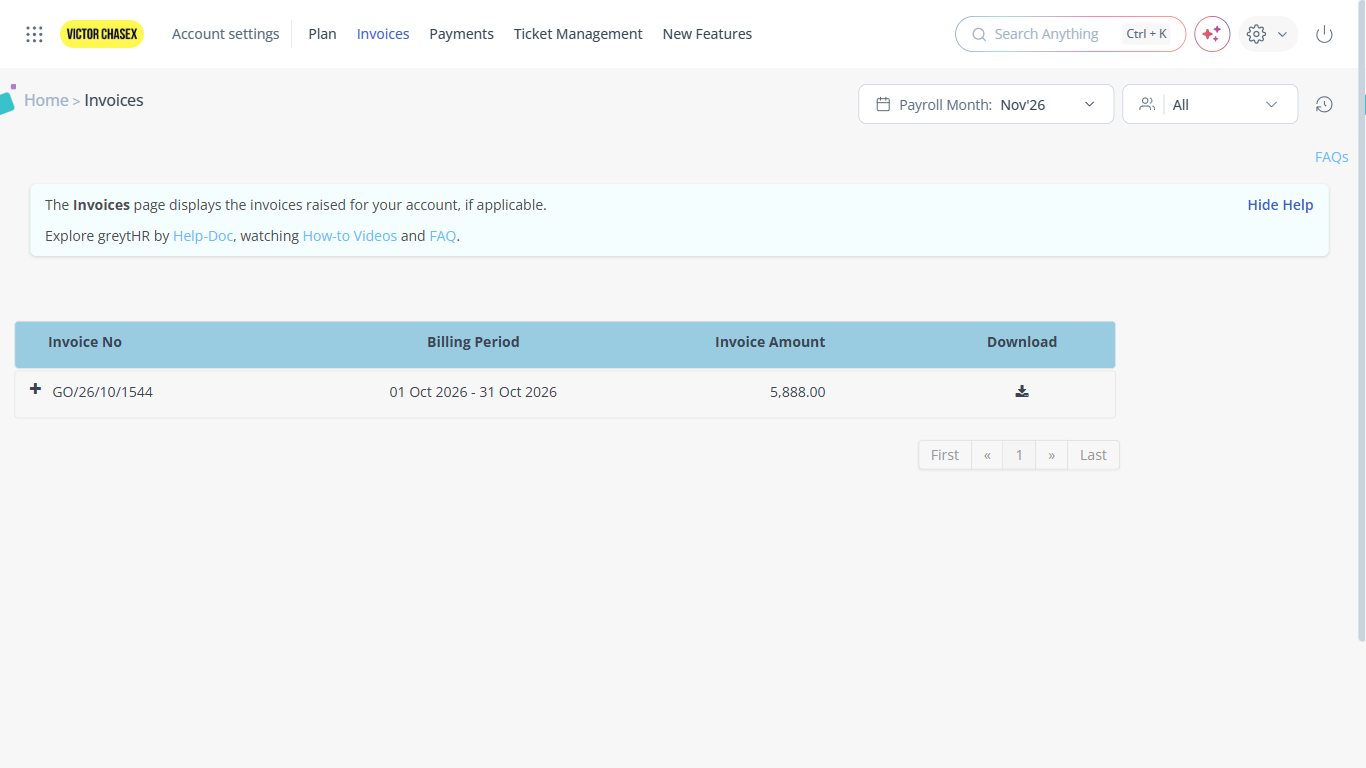 VICTOR CHASEX Account settings Plan Invoices Payments Ticket Management New Features Search Anything Ctrl + K
Home > Invoices Payroll Month: Nov'26 All
FAQs
The Invoices page displays the invoices raised for your account, if applicable. Hide Help
Explore greytHR by Help-Doc, watching How-to Videos and FAQ.
Invoice No Billing Period Invoice Amount Download
GO/26/10/1544 01 Oct 2026 - 31 Oct 2026 5,888.00
First « 1 » Last